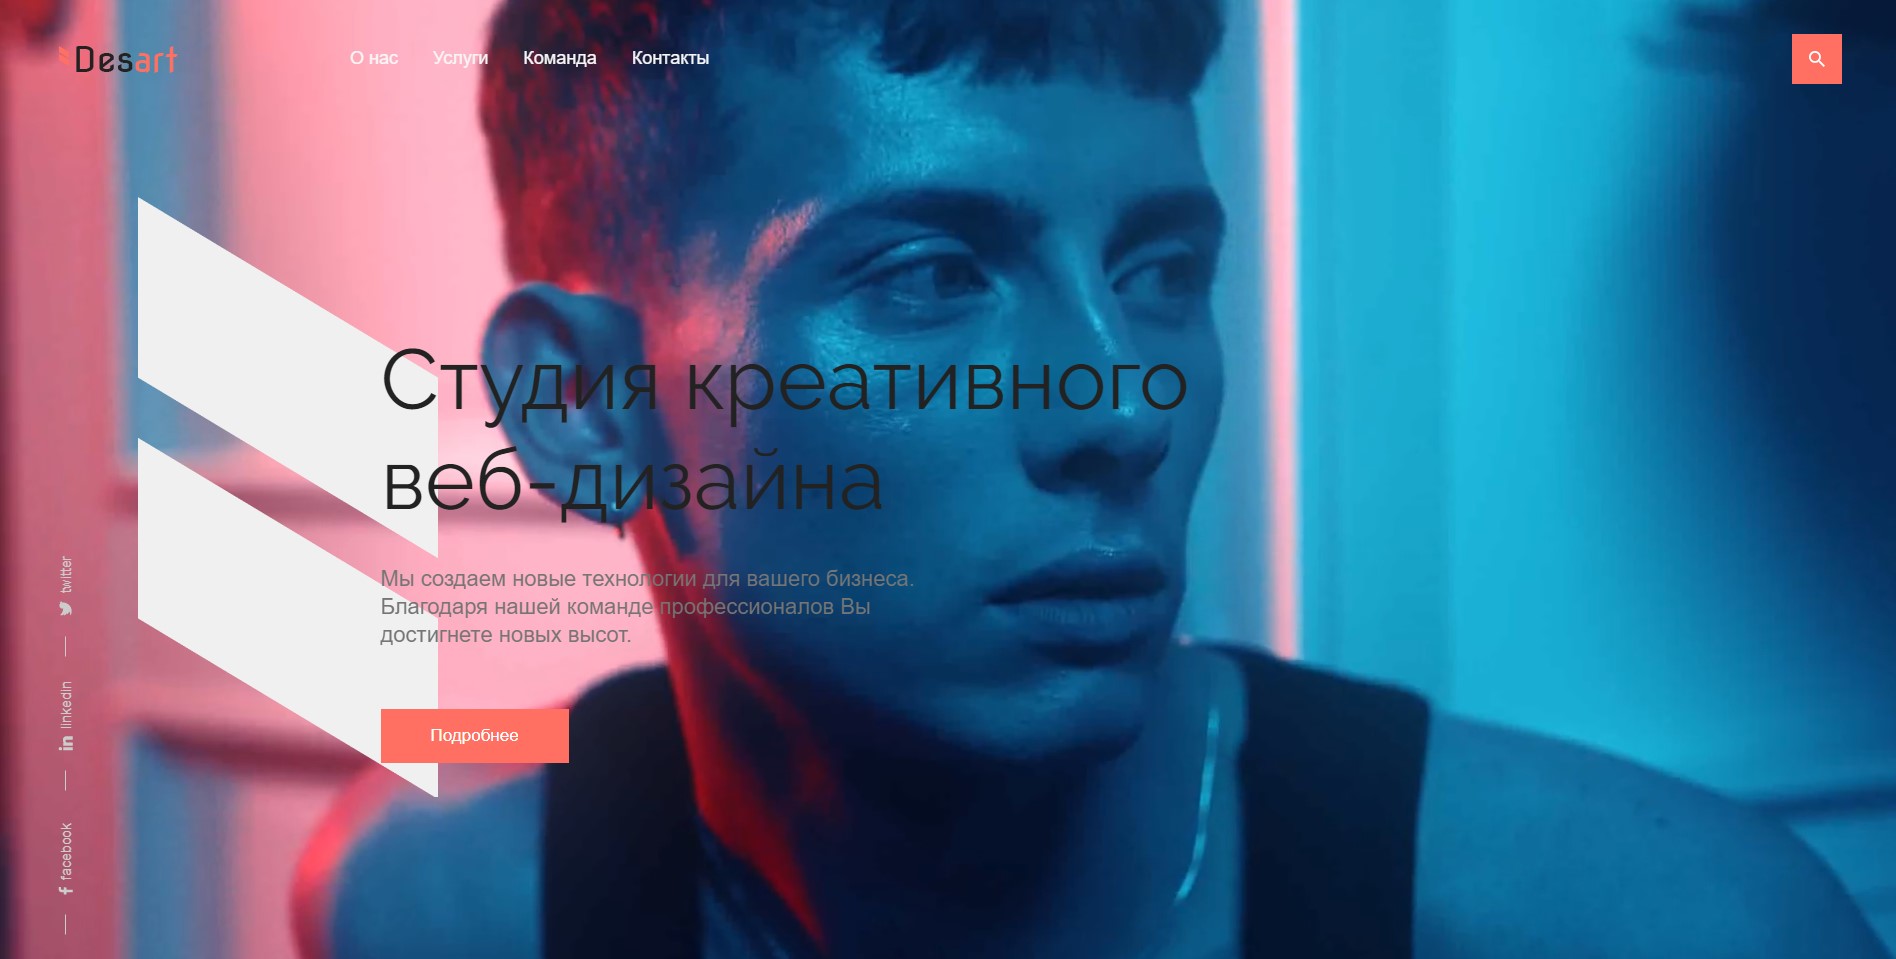 Desart
О нас Услуги Команда Контакты
Студия креативного
веб-дизайна
Мы создаем новые технологии для вашего бизнеса.
Благодаря нашей команде профессионалов Вы
достигнете новых высот.
Подробнее
twitter
linkedin
facebook